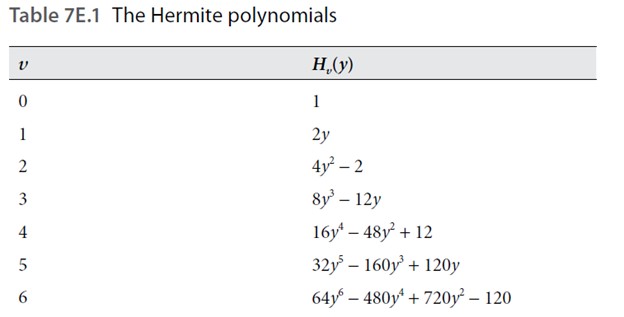 Table 7E.1 The Hermite polynomials
v H_v(y)
0 1
1 2y
2 4y² – 2
3 8y³ – 12y
4 16y⁴ – 48y² + 12
5 32y⁵ – 160y³ + 120y
6 64y⁶ – 480y⁴ + 720y² – 120